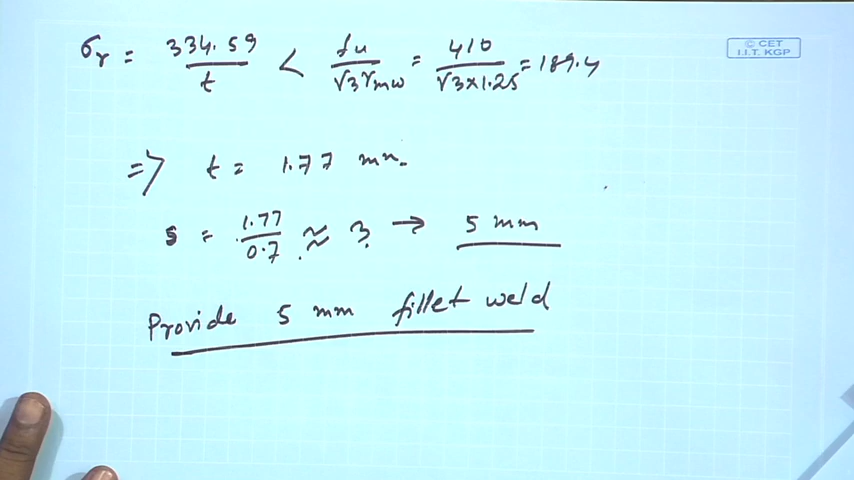 © CET
I.I.T. KGP
σr = 334.59/t < fu/√3γmw = 410/√3×1.25 = 189.4
=> t = 1.77 mm.
s = 1.77/0.7 ≈ 3 → 5 mm
Provide 5 mm fillet weld